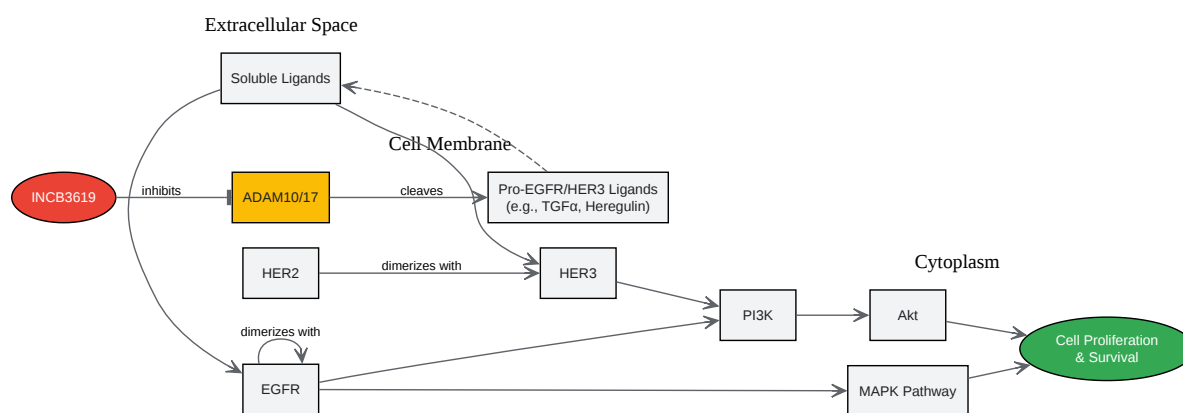 Extracellular Space
Soluble Ligands
Cell Membrane
INCB3619
inhibits
ADAM10/17
cleaves
Pro-EGFR/HER3 Ligands
(e.g., TGFα, Heregulin)
HER2
dimerizes with
HER3
Cytoplasm
PI3K
Akt
dimerizes with
EGFR
MAPK Pathway
Cell Proliferation
& Survival